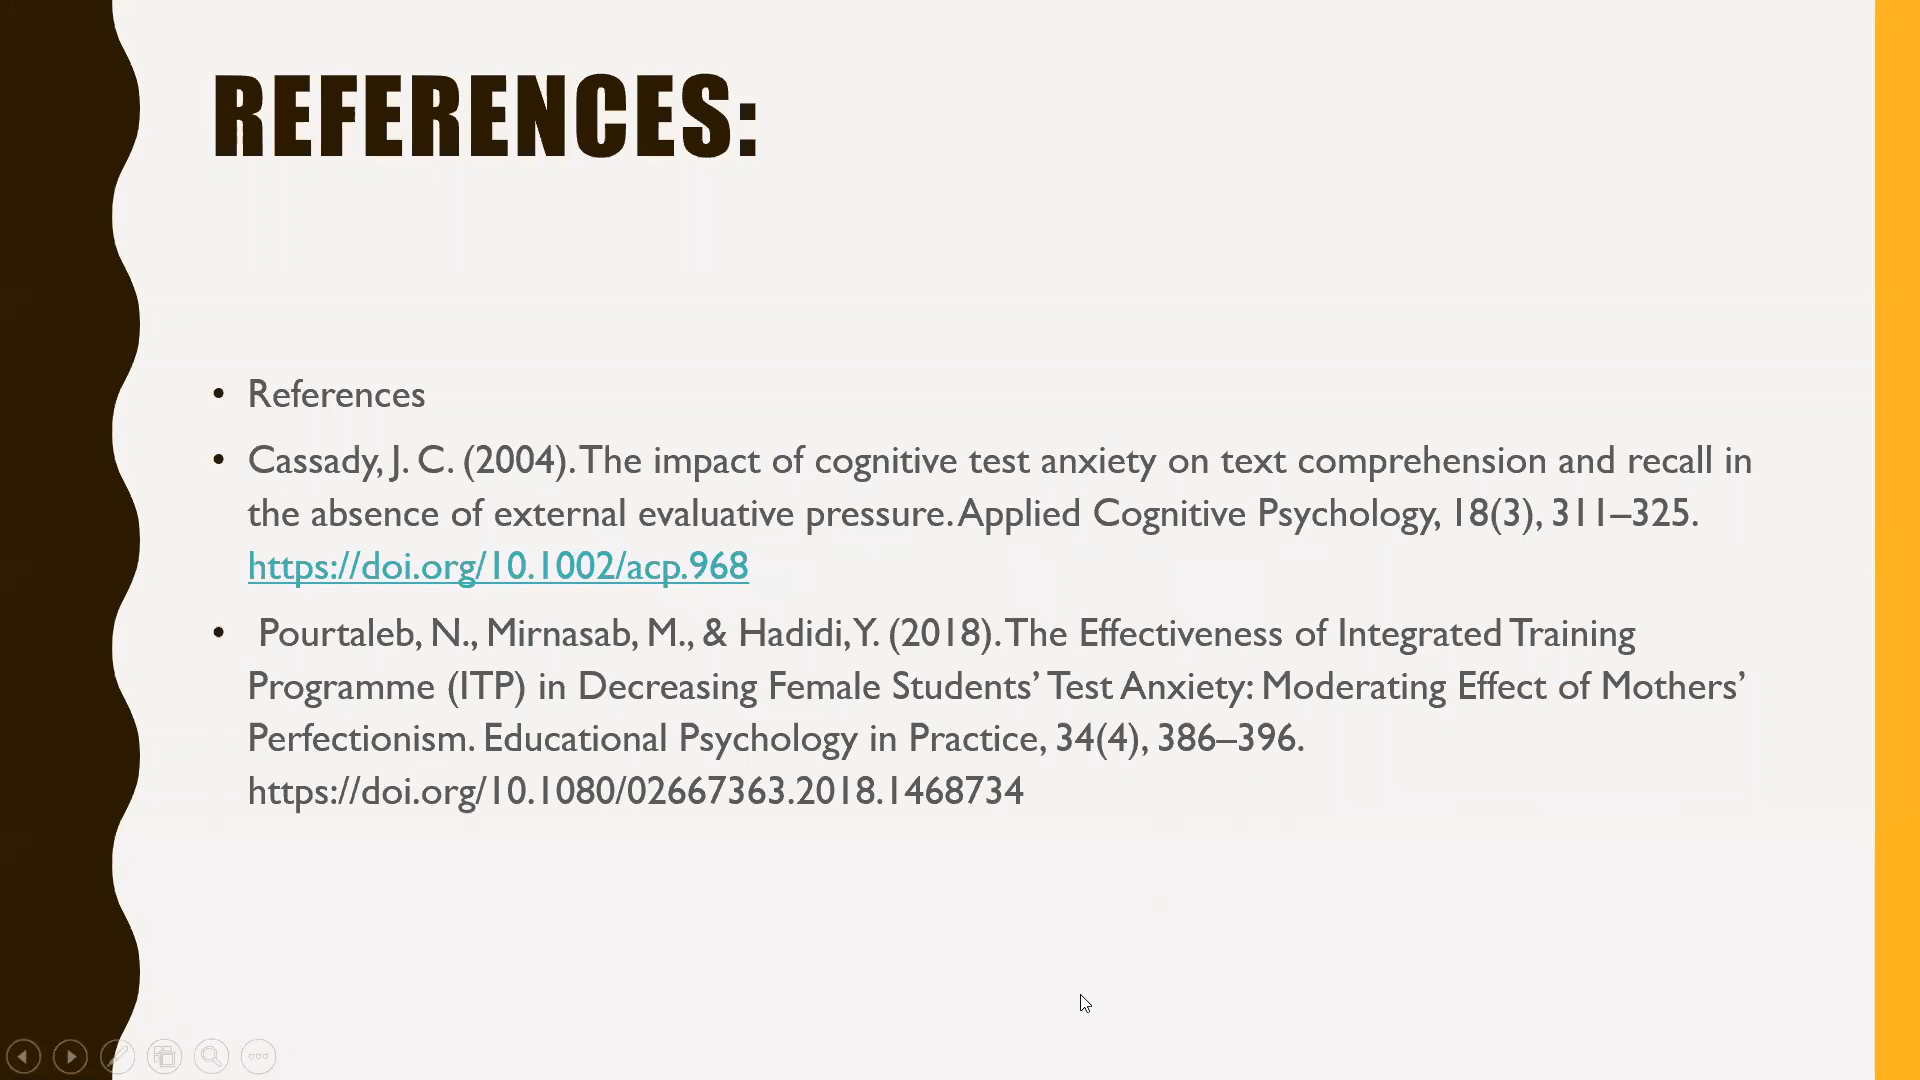 REFERENCES:
• References
• Cassady, J. C. (2004). The impact of cognitive test anxiety on text comprehension and recall in
the absence of external evaluative pressure. Applied Cognitive Psychology, 18(3), 311–325.
https://doi.org/10.1002/acp.968
• Pourtaleb, N., Mirnasab, M., & Hadidi, Y. (2018). The Effectiveness of Integrated Training
Programme (ITP) in Decreasing Female Students’ Test Anxiety: Moderating Effect of Mothers’
Perfectionism. Educational Psychology in Practice, 34(4), 386–396.
https://doi.org/10.1080/02667363.2018.1468734